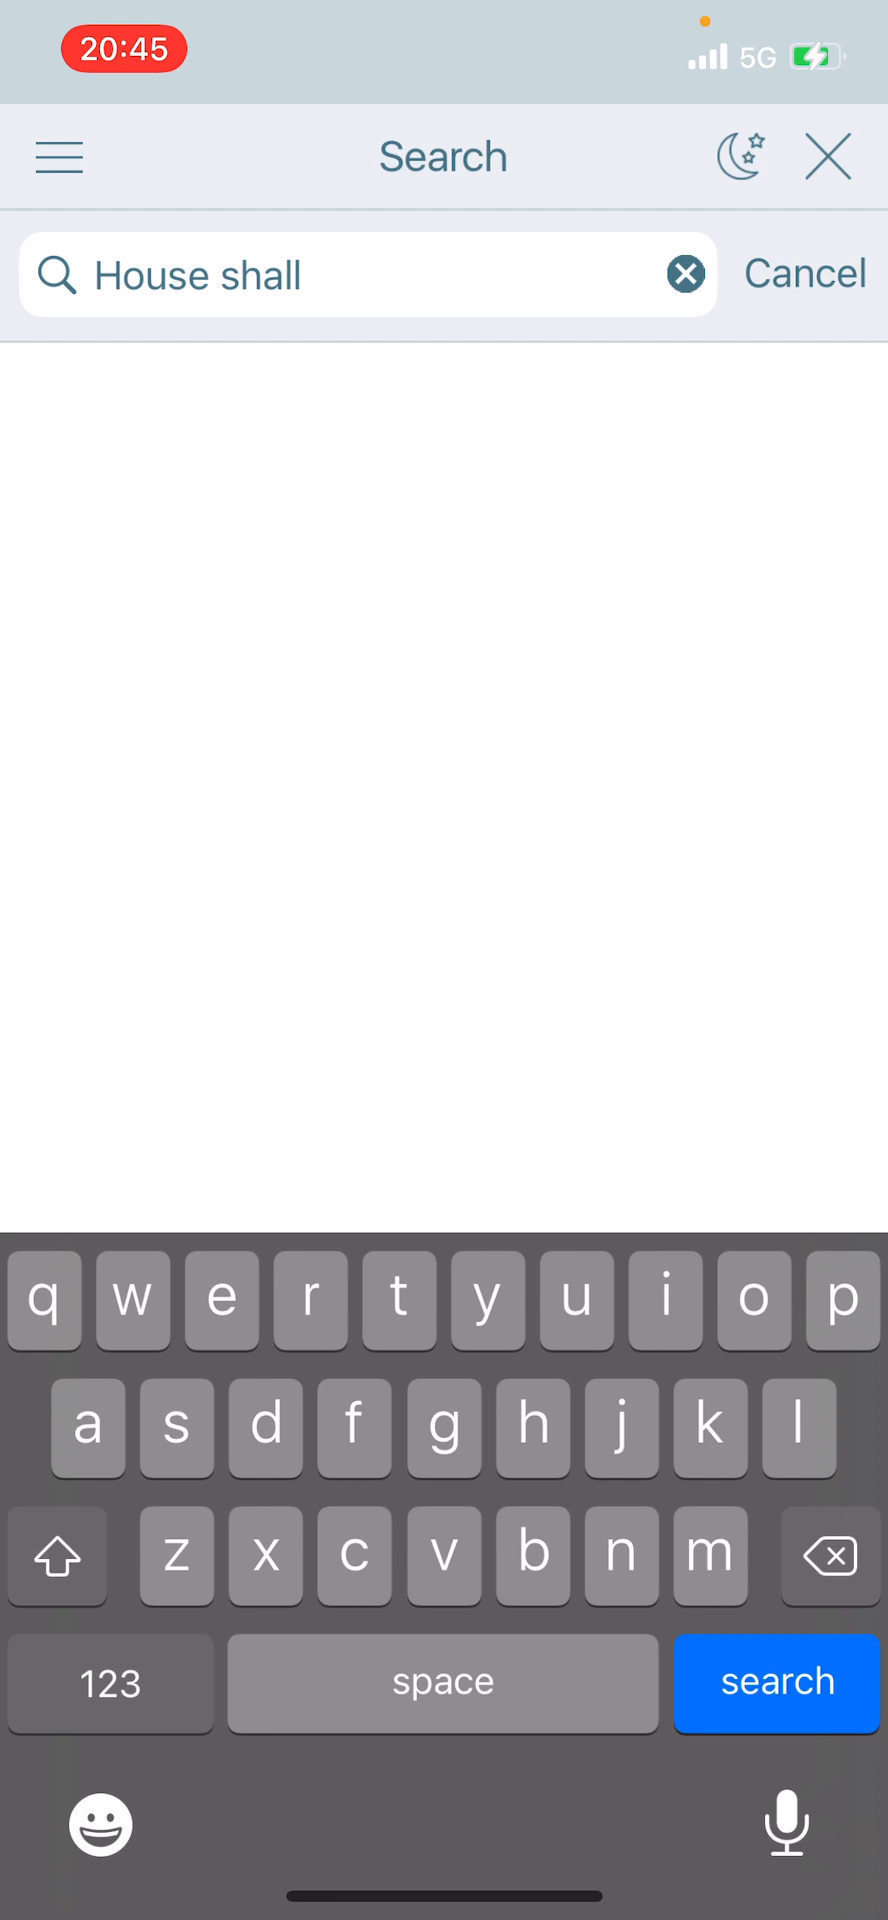 20:45
5G
Search
House shall
Cancel
q w e r t y u i o p
a s d f g h j k l
z x c v b n m
123 space search